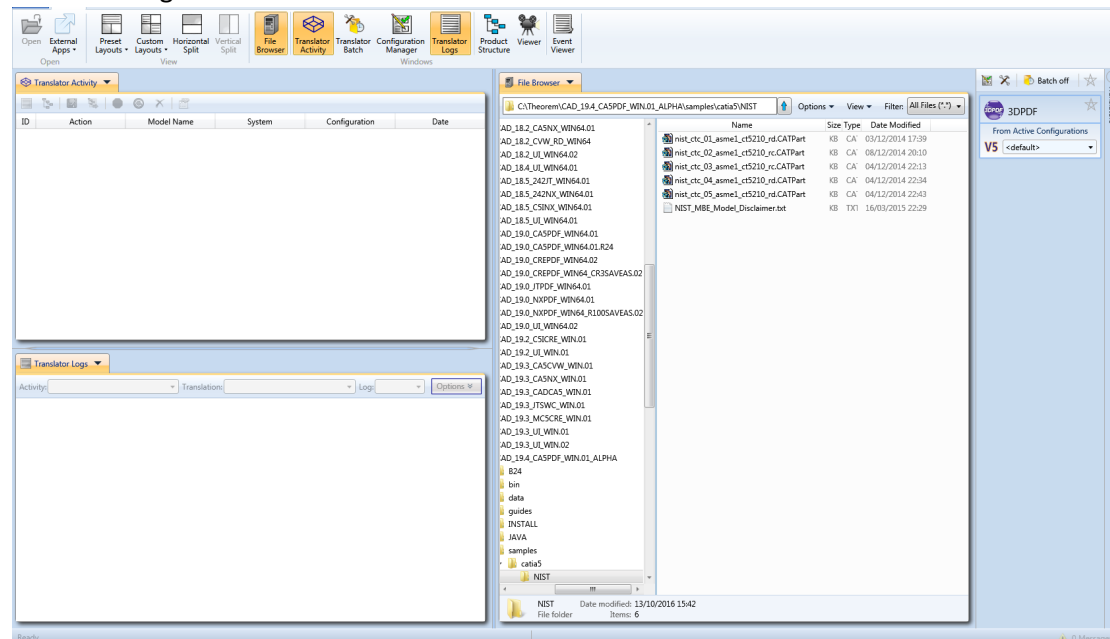 Open
External Apps
Preset Layouts
Custom Layouts
Horizontal Split
Vertical Split
File Browser
Translator Activity
Translator Batch
Configuration Manager
Translator Logs
Product Structure
Viewer
Event Viewer
Open
View
Windows
Translator Activity
ID Action Model Name System Configuration Date
Translator Logs
Activity: Translation: Log: Options
File Browser
C:\Theorem\CAD_19.4_CA5PDF_WIN.01_ALPHA\samples\catia5\NIST Options View Filter: All Files (*.*)
AD_18.2_CA5NX_WIN64.01
AD_18.2_CVW_RD_WIN64
AD_18.2_UI_WIN64.02
AD_18.4_UI_WIN64.01
AD_18.5_242JT_WIN64.01
AD_18.5_242NX_WIN64.01
AD_18.5_C5INX_WIN64.01
AD_18.5_UI_WIN64.01
AD_19.0_CA5PDF_WIN64.01
AD_19.0_CA5PDF_WIN64.01.R24
AD_19.0_CREPDF_WIN64.02
AD_19.0_CREPDF_WIN64_CR3SAVEAS.02
AD_19.0_JTPDF_WIN64.01
AD_19.0_NXPDF_WIN64.01
AD_19.0_NXPDF_WIN64_R100SAVEAS.02
AD_19.0_UI_WIN64.02
AD_19.2_C5ICRE_WIN.01
AD_19.2_UI_WIN.01
AD_19.3_CA5CVW_WIN.01
AD_19.3_CA5NX_WIN.01
AD_19.3_CADCA5_WIN.01
AD_19.3_JTSWC_WIN.01
AD_19.3_MC5CRE_WIN.01
AD_19.3_UI_WIN.01
AD_19.3_UI_WIN.02
AD_19.4_CA5PDF_WIN.01_ALPHA
B24
bin
data
guides
INSTALL
JAVA
samples
catia5
NIST
Name Size Type Date Modified
nist_ctc_01_asme1_ct5210_rd.CATPart KB CA 03/12/2014 17:39
nist_ctc_02_asme1_ct5210_rc.CATPart KB CA 08/12/2014 20:10
nist_ctc_03_asme1_ct5210_rc.CATPart KB CA 04/12/2014 22:13
nist_ctc_04_asme1_ct5210_rd.CATPart KB CA 04/12/2014 22:34
nist_ctc_05_asme1_ct5210_rd.CATPart KB CA 04/12/2014 22:43
NIST_MBE_Model_Disclaimer.txt KB TXT 16/03/2015 22:29
NIST Date modified: 13/10/2016 15:42
File folder Items: 6
Batch off
3DPDF
3DPDF
From Active Configurations
V5 <default>
Ready